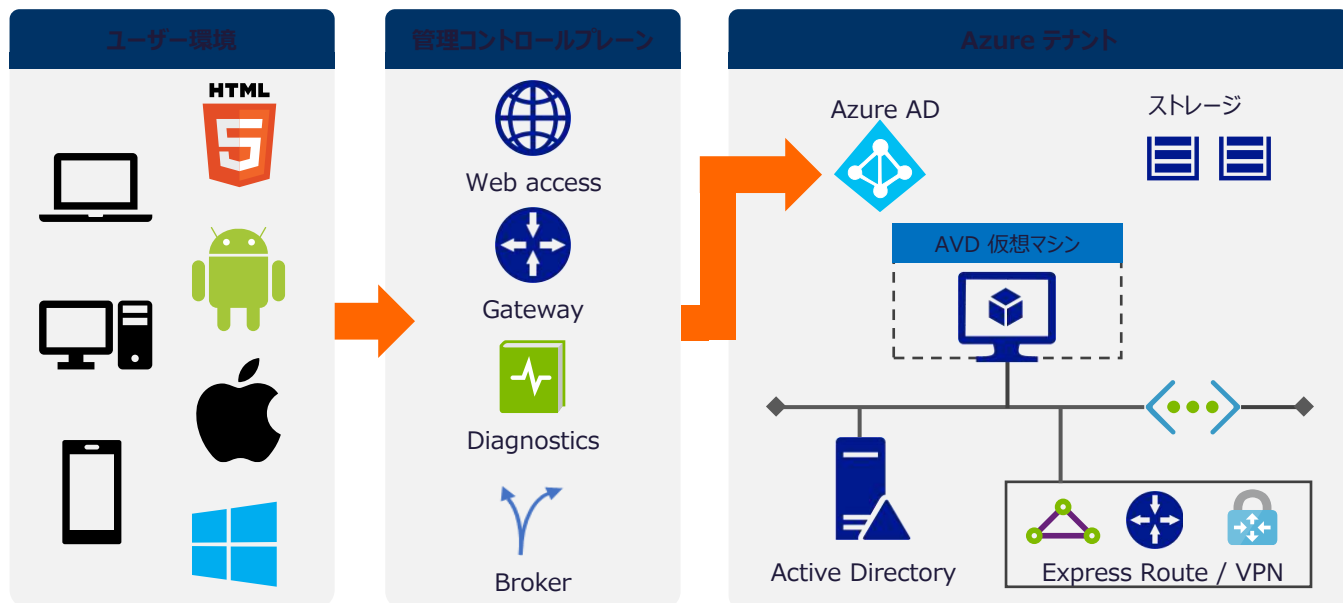 ユーザー環境
HTML
5
管理コントロールプレーン
Web access
Gateway
Diagnostics
Broker
Azure テナント
Azure AD
ストレージ
AVD 仮想マシン
Active Directory
Express Route / VPN